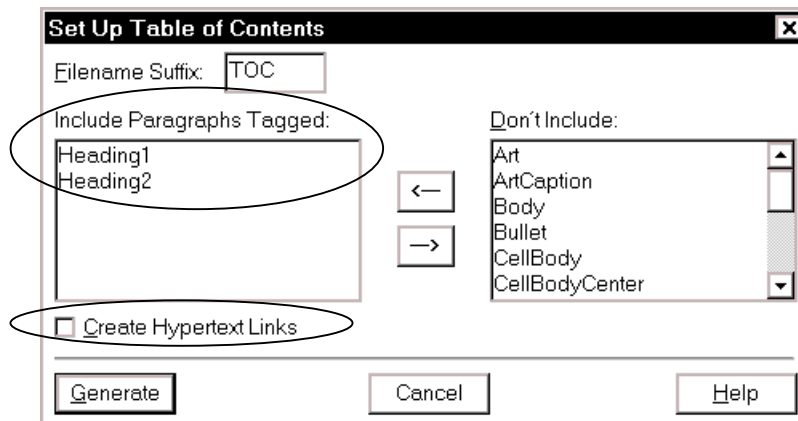 Set Up Table of Contents
Filename Suffix: TOC
Include Paragraphs Tagged:
Heading1
Heading2
<—
—>
Don't Include:
Art
ArtCaption
Body
Bullet
CellBody
CellBodyCenter
Create Hypertext Links
Generate
Cancel
Help